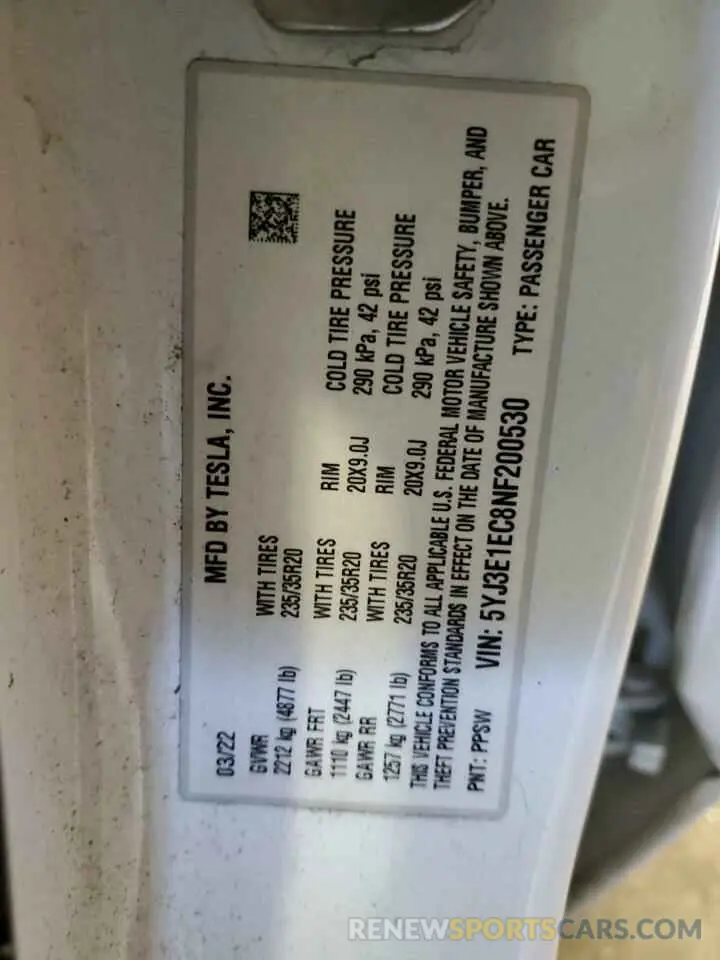 MFD BY TESLA, INC.
03/22
GVWR WITH TIRES
2212 kg (4877 lb) 235/35R20
GAWR FRT WITH TIRES RIM COLD TIRE PRESSURE
1110 kg (2447 lb) 235/35R20 20X9.0J 290 kPa, 42 psi
GAWR RR WITH TIRES RIM COLD TIRE PRESSURE
1257 kg (2771 lb) 235/35R20 20X9.0J 290 kPa, 42 psi
THIS VEHICLE CONFORMS TO ALL APPLICABLE U.S. FEDERAL MOTOR VEHICLE SAFETY, BUMPER, AND
THEFT PREVENTION STANDARDS IN EFFECT ON THE DATE OF MANUFACTURE SHOWN ABOVE.
PNT: PPSW VIN: 5YJ3E1EC8NF200530 TYPE: PASSENGER CAR
RENEWSPORTSCARS.COM